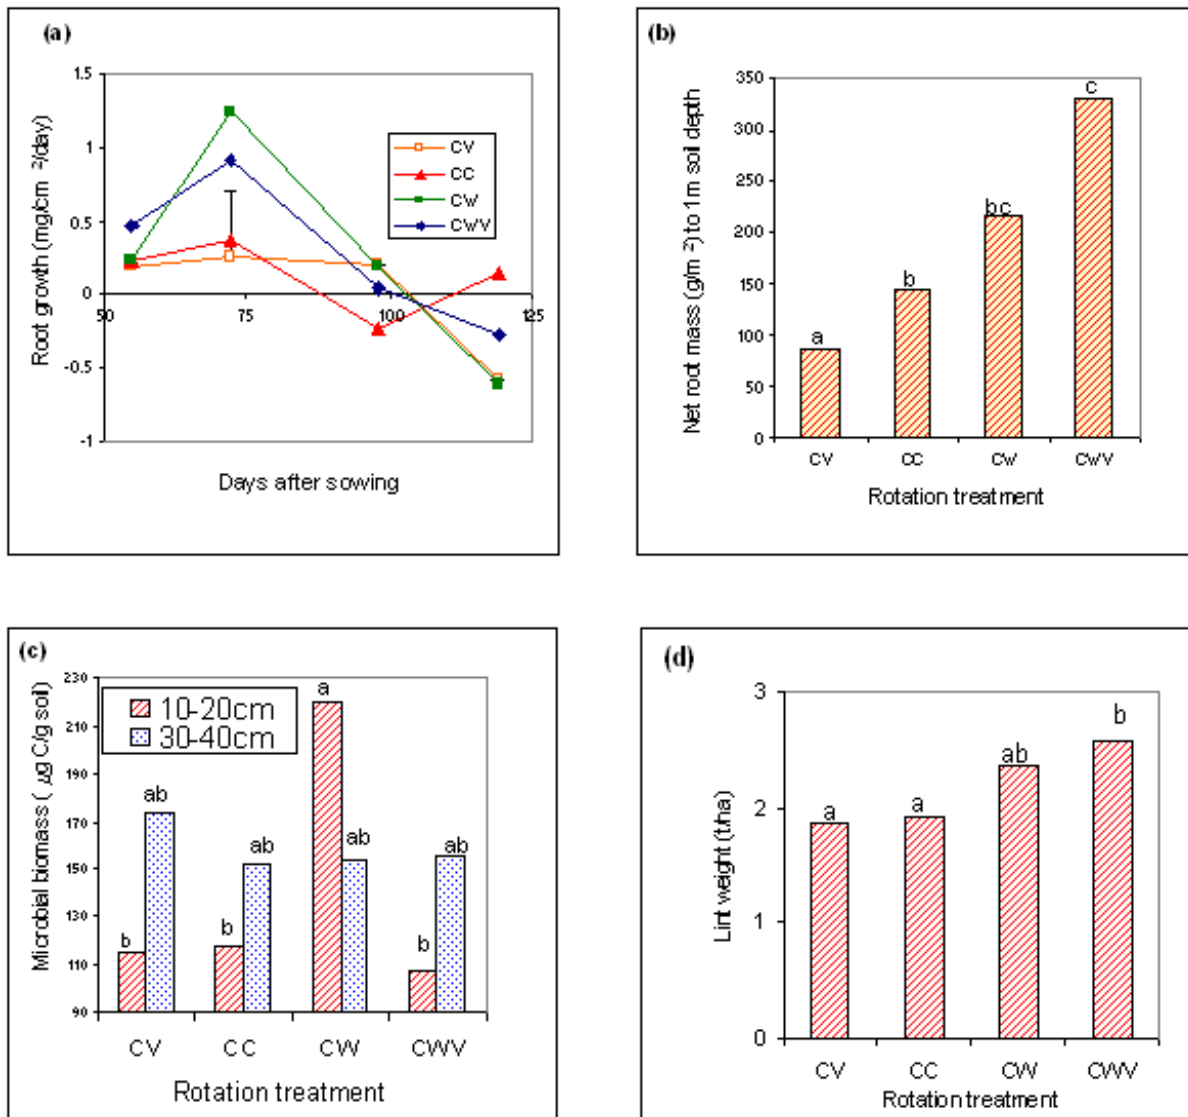 (a)
1.5
1
0.5
0
-0.5
-1
50
75
100
125
Root growth (mg/cm ²/day)
Days after sowing
CV
CC
CW
CWV
(b)
350
300
250
200
150
100
50
0
Net root mass (g/m ²) to 1m soil depth
a
b
bc
c
CV
CC
CW
CWV
Rotation treatment
(c)
230
210
190
170
150
130
110
90
Microbial biomass ( µg C/g soil)
10-20cm
30-40cm
b
ab
b
ab
a
ab
b
ab
CV
CC
CW
CWV
Rotation treatment
(d)
3
2
1
0
Lint weight (t/ha)
a
a
ab
b
CV
CC
CW
CWV
Rotation treatment